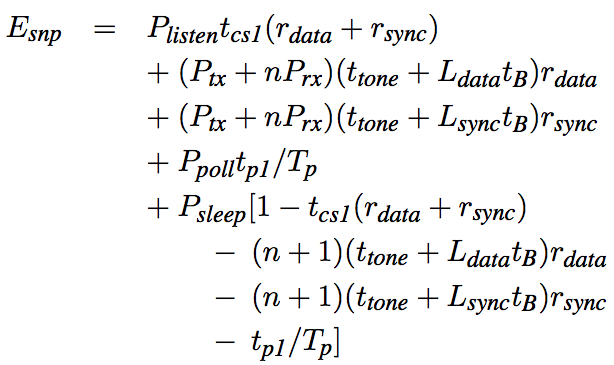 E_snp = P_listen t_cs1(r_data + r_sync)
+ (P_tx + nP_rx)(t_tone + L_data t_B)r_data
+ (P_tx + nP_rx)(t_tone + L_sync t_B)r_sync
+ P_poll t_p1/T_p
+ P_sleep[1 − t_cs1(r_data + r_sync)
− (n + 1)(t_tone + L_data t_B)r_data
− (n + 1)(t_tone + L_sync t_B)r_sync
− t_p1/T_p]